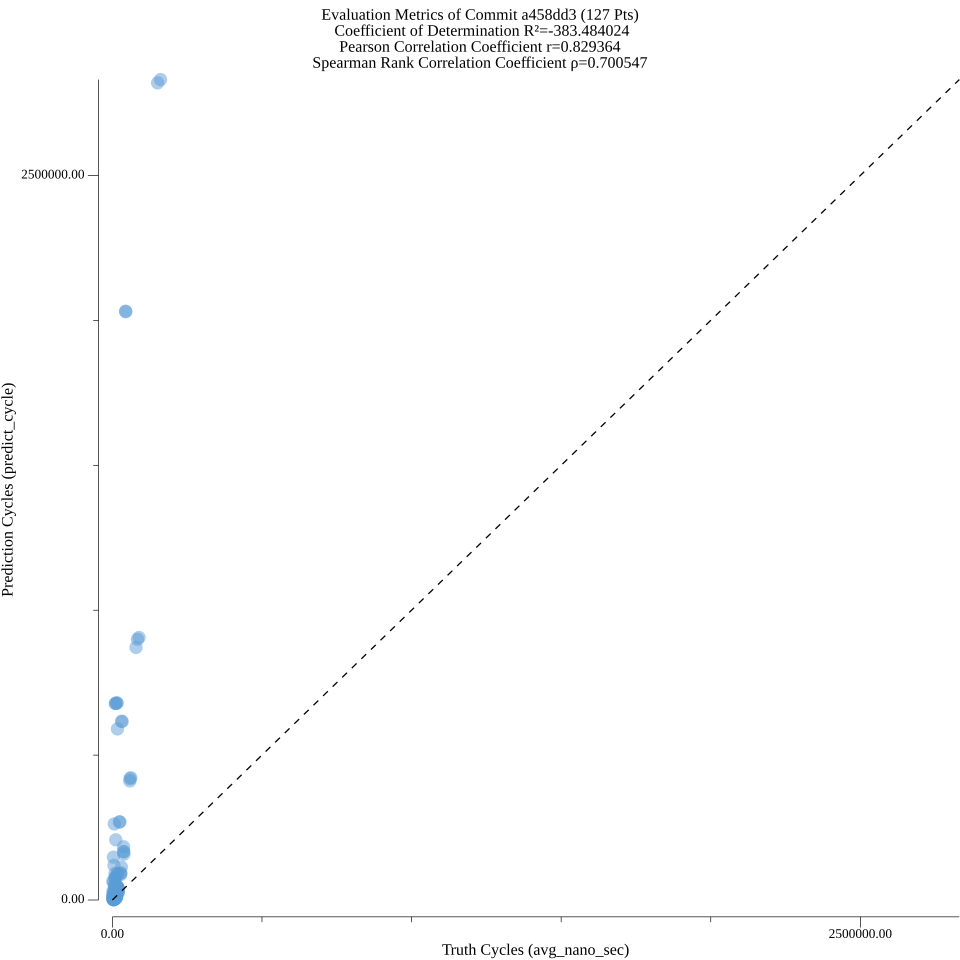 Evaluation Metrics of Commit a458dd3 (127 Pts)
Coefficient of Determination R²=-383.484024
Pearson Correlation Coefficient r=0.829364
Spearman Rank Correlation Coefficient ρ=0.700547
2500000.00
Prediction Cycles (predict_cycle)
0.00
0.00
2500000.00
Truth Cycles (avg_nano_sec)